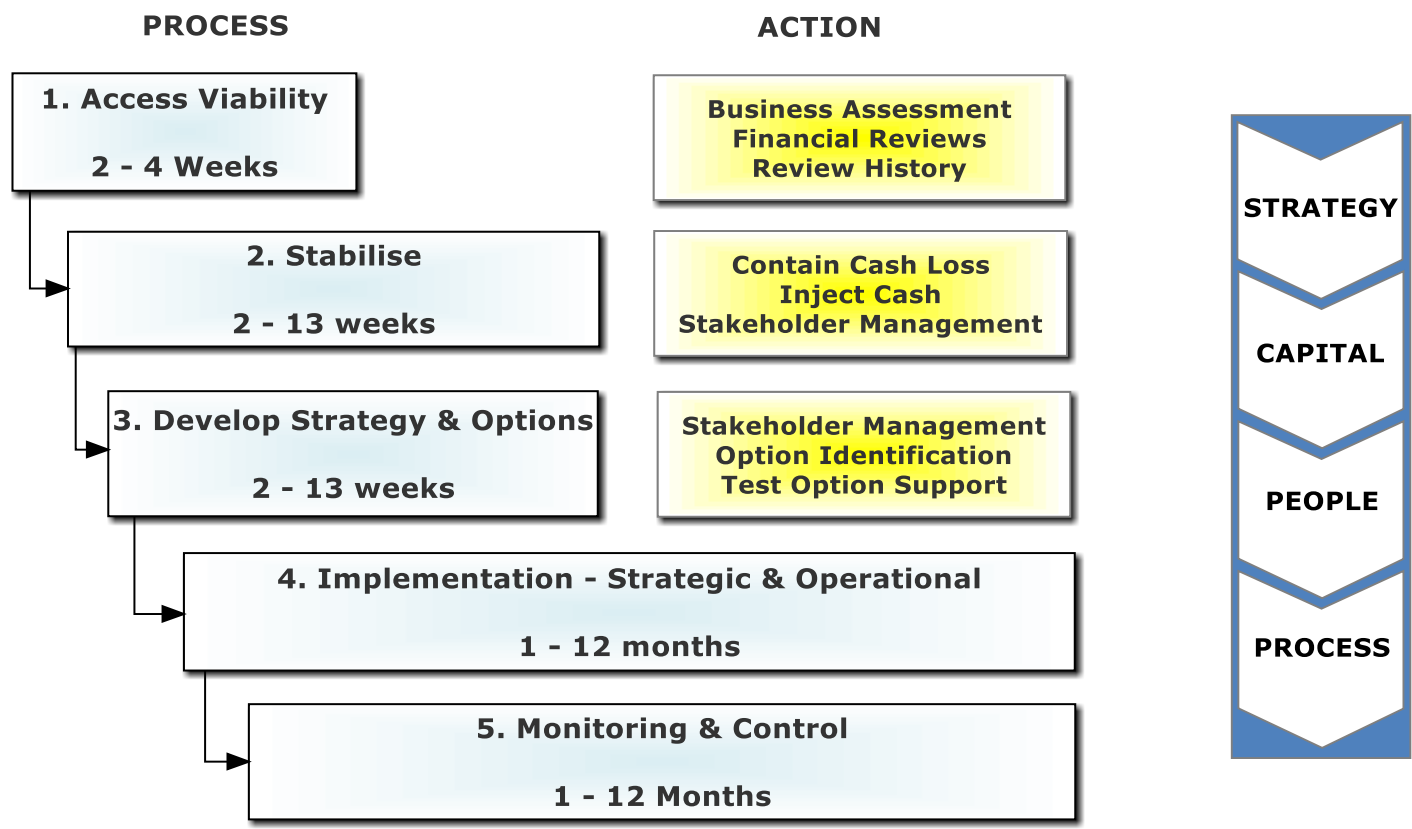 PROCESS
ACTION
1. Access Viability
2 - 4 Weeks
Business Assessment
Financial Reviews
Review History
2. Stabilise
2 - 13 weeks
Contain Cash Loss
Inject Cash
Stakeholder Management
3. Develop Strategy & Options
2 - 13 weeks
Stakeholder Management
Option Identification
Test Option Support
4. Implementation - Strategic & Operational
1 - 12 months
5. Monitoring & Control
1 - 12 Months
STRATEGY
CAPITAL
PEOPLE
PROCESS